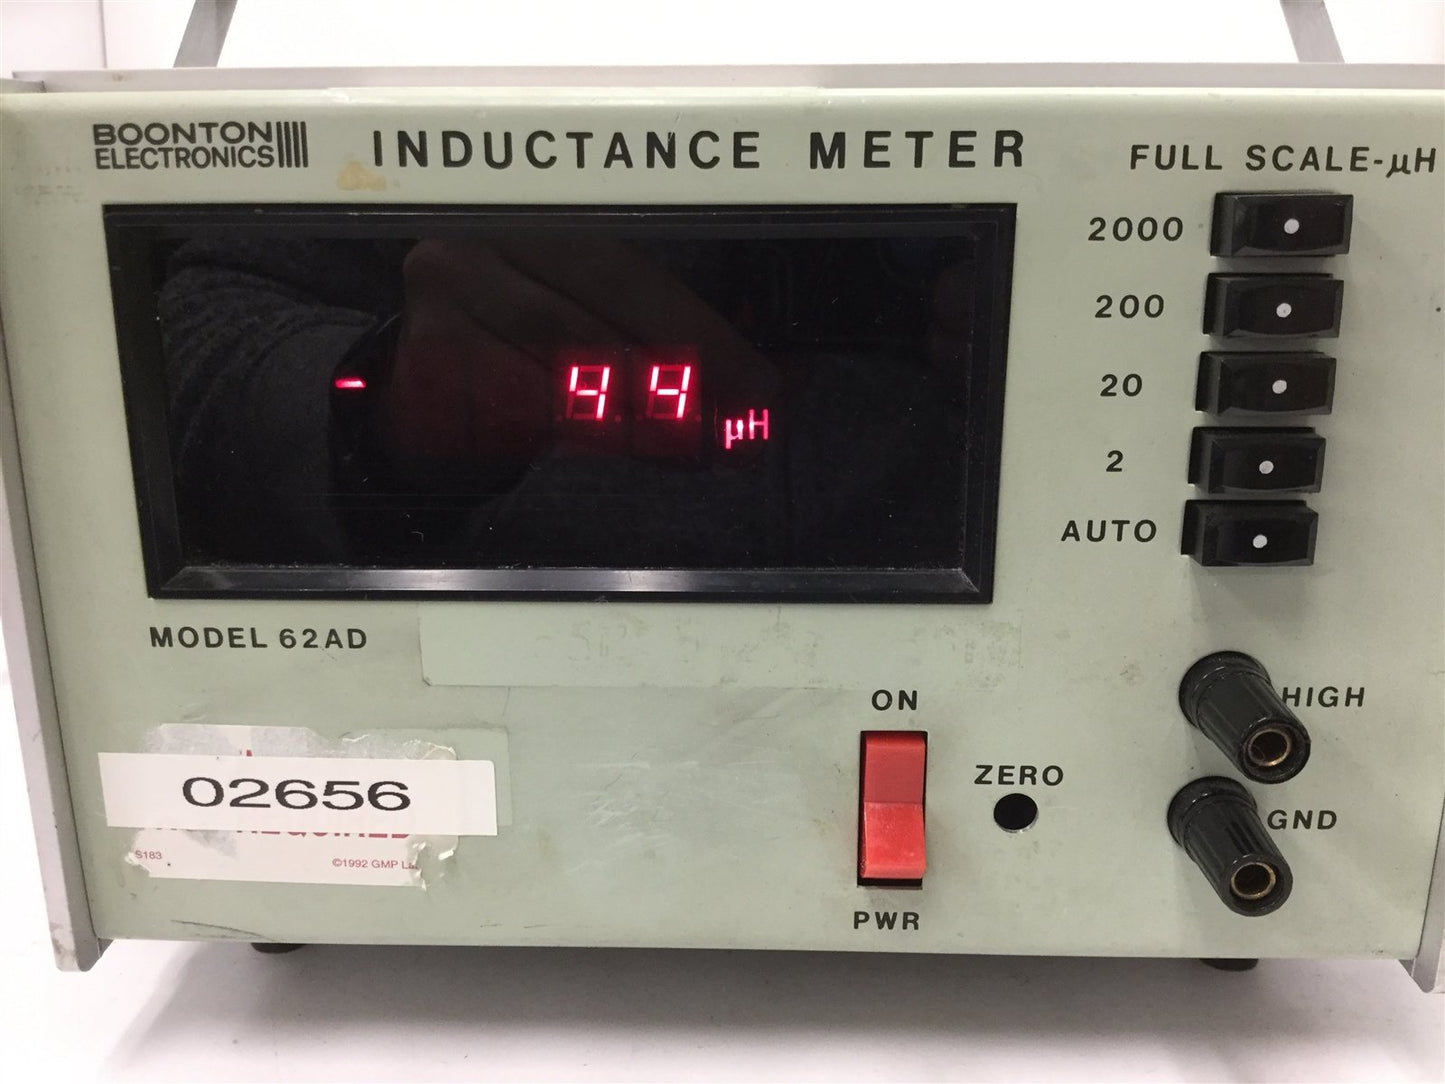 BOONTON
ELECTRONICS
INDUCTANCE METER
FULL SCALE-µH
2000
200
20
2
AUTO
- 44 µH
MODEL 62AD
ON
PWR
ZERO
HIGH
GND
02656
REQUIRED
S183
©1992 GMP